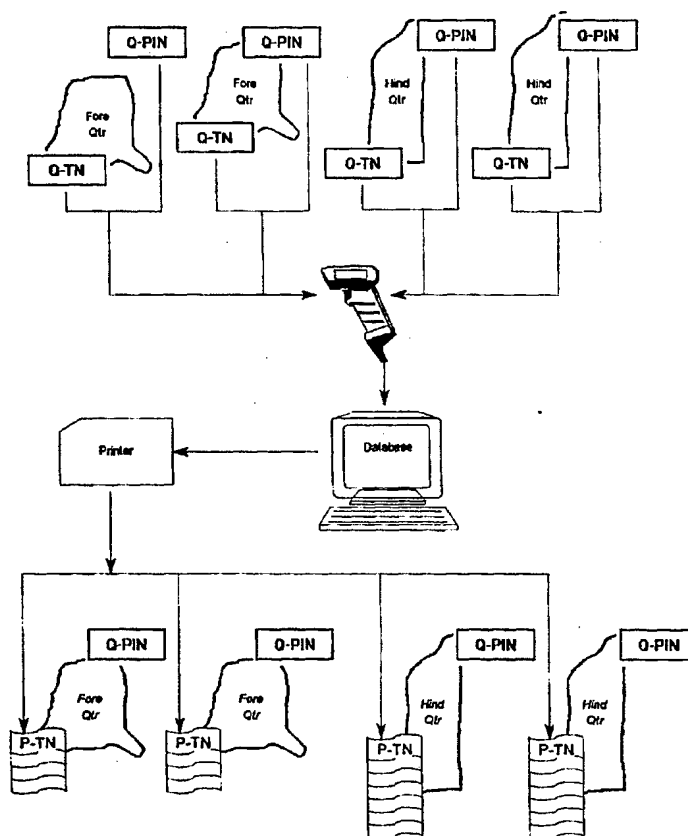 Q-PIN
Q-PIN
Q-PIN
Q-PIN
Fore
Qtr
Fore
Qtr
Hind
Qtr
Hind
Qtr
Q-TN
Q-TN
Q-TN
Q-TN
Printer
Database
Q-PIN
Q-PIN
Q-PIN
Q-PIN
Fore
Qtr
Fore
Qtr
Hind
Qtr
Hind
Qtr
P-TN
P-TN
P-TN
P-TN